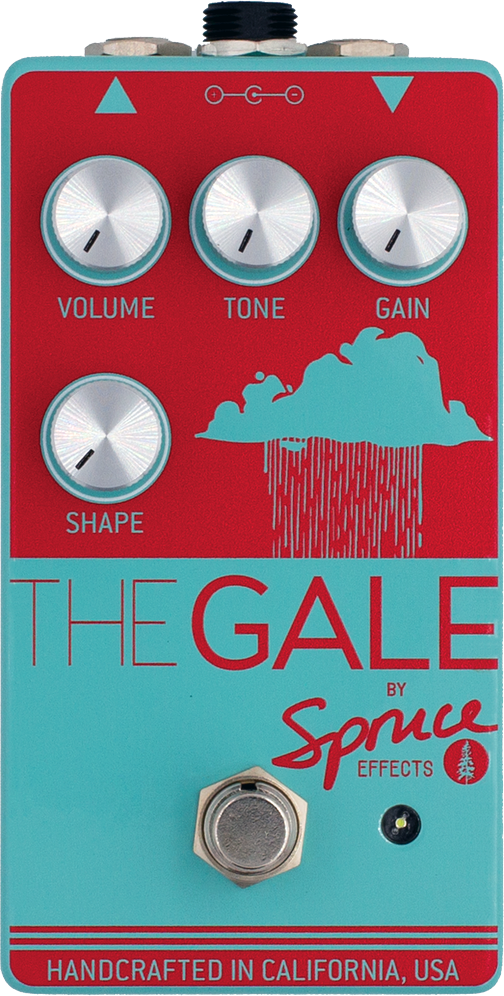 VOLUME TONE GAIN
SHAPE
THE GALE
BY
Spruce
EFFECTS
HANDCRAFTED IN CALIFORNIA, USA